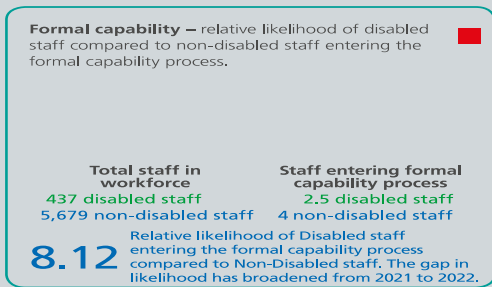 Formal capability – relative likelihood of disabled
staff compared to non-disabled staff entering the
formal capability process.
Total staff in
workforce
437 disabled staff
5,679 non-disabled staff
Staff entering formal
capability process
2.5 disabled staff
4 non-disabled staff
8.12
Relative likelihood of Disabled staff
entering the formal capability process
compared to Non-Disabled staff. The gap in
likelihood has broadened from 2021 to 2022.